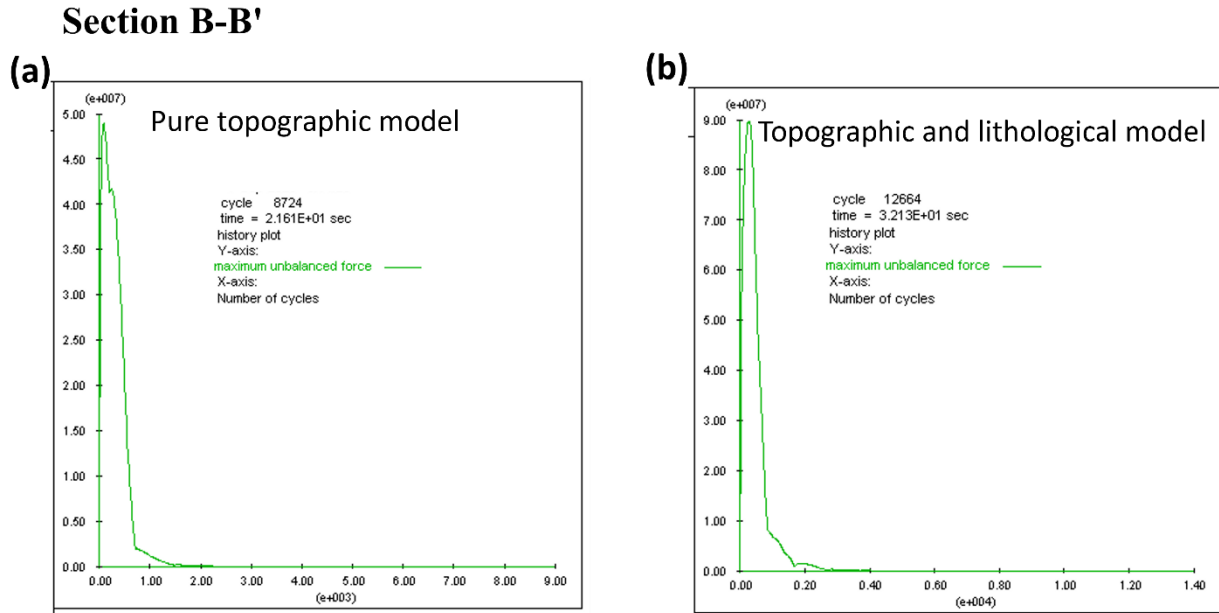 Section B-B'
(a)
(e+007)
Pure topographic model
5.00
4.50
4.00
3.50
3.00
2.50
2.00
1.50
1.00
0.50
0.00
cycle 8724
time = 2.161E+01 sec
history plot
Y-axis:
maximum unbalanced force
X-axis:
Number of cycles
0.00 1.00 2.00 3.00 4.00 5.00 6.00 7.00 8.00 9.00
(e+003)
(b)
(e+007)
Topographic and lithological model
9.00
8.00
7.00
6.00
5.00
4.00
3.00
2.00
1.00
0.00
cycle 12664
time = 3.213E+01 sec
history plot
Y-axis:
maximum unbalanced force
X-axis:
Number of cycles
0.00 0.20 0.40 0.60 0.80 1.00 1.20 1.40
(e+004)